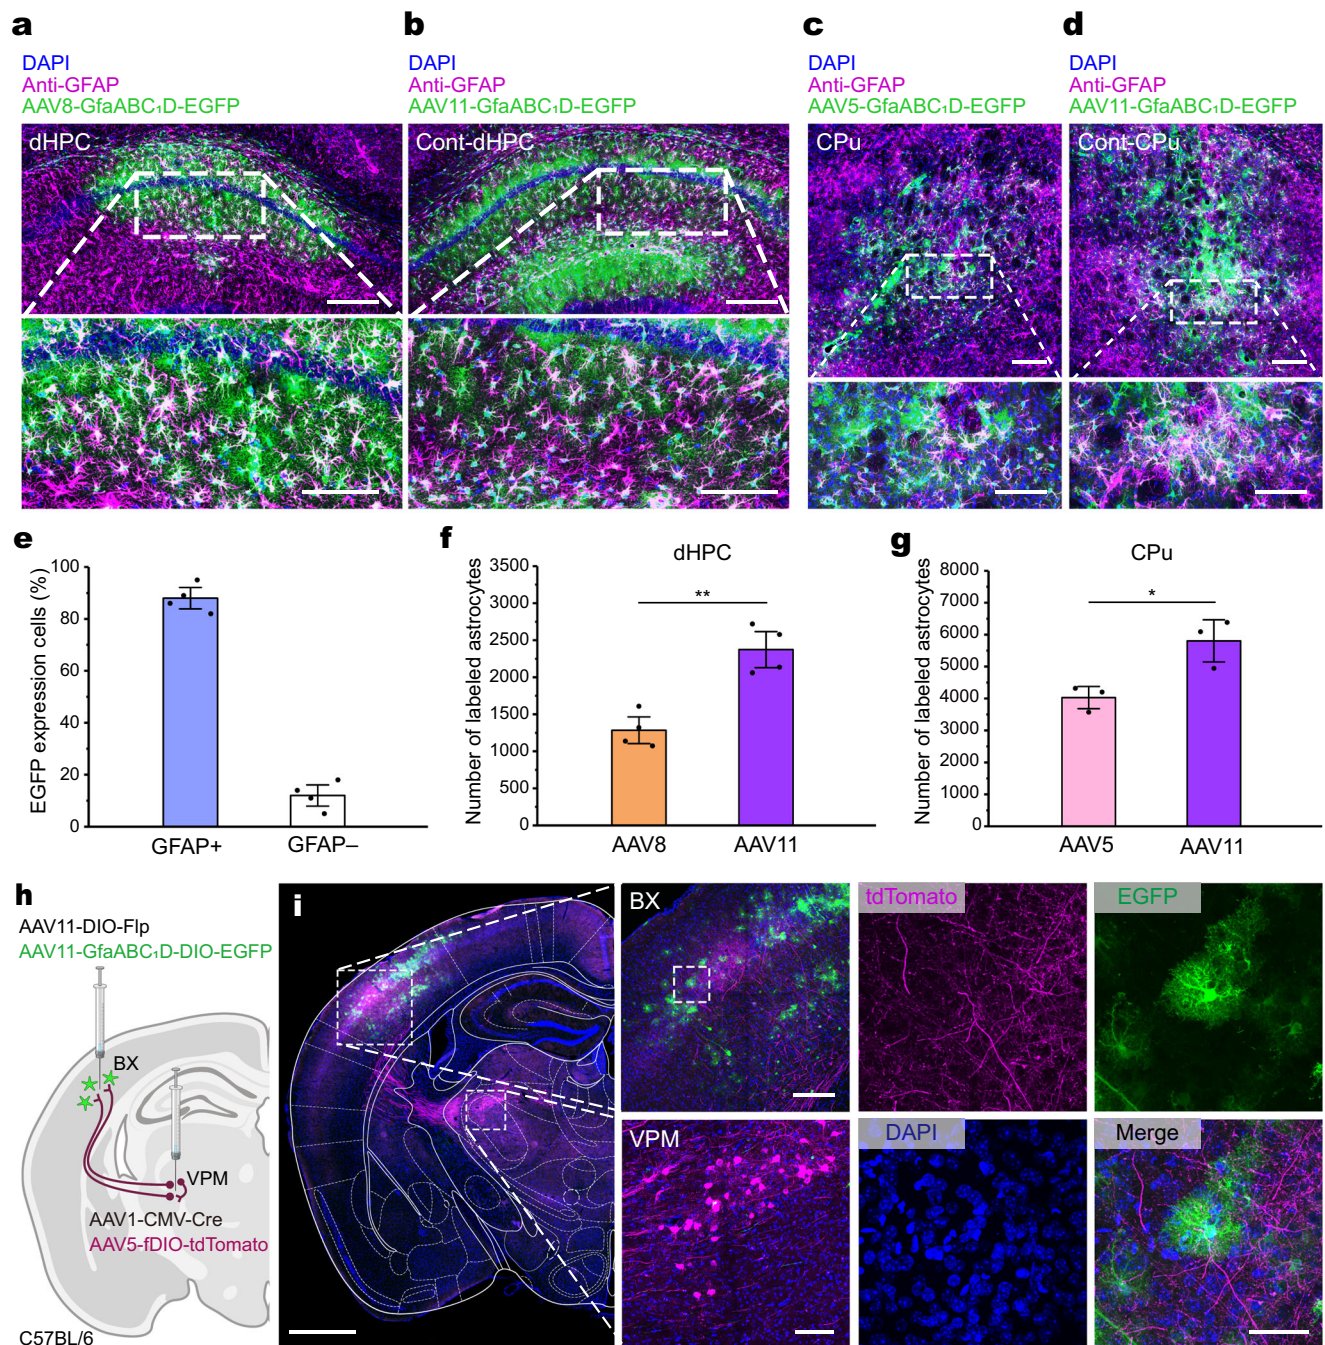 a
DAPI
Anti-GFAP
AAV8-GfaABC₁D-EGFP
dHPC
b
DAPI
Anti-GFAP
AAV11-GfaABC₁D-EGFP
Cont-dHPC
c
DAPI
Anti-GFAP
AAV5-GfaABC₁D-EGFP
CPu
d
DAPI
Anti-GFAP
AAV11-GfaABC₁D-EGFP
Cont-CPu
e
EGFP expression cells (%)
100
80
60
40
20
0
GFAP+
GFAP–
f
dHPC
Number of labeled astrocytes
3500
3000
2500
2000
1500
1000
500
0
**
AAV8
AAV11
g
CPu
Number of labeled astrocytes
8000
7000
6000
5000
4000
3000
2000
1000
0
*
AAV5
AAV11
h
AAV11-DIO-Flp
AAV11-GfaABC₁D-DIO-EGFP
BX
VPM
AAV1-CMV-Cre
AAV5-fDIO-tdTomato
C57BL/6
i
BX
tdTomato
EGFP
VPM
DAPI
Merge